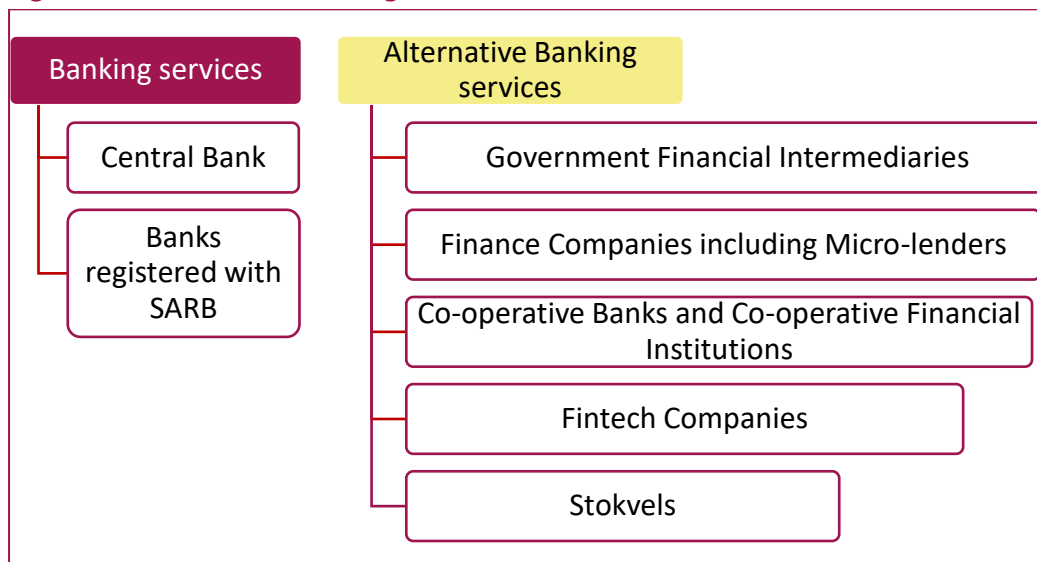 Banking services
Central Bank
Banks
registered with
SARB
Alternative Banking
services
Government Financial Intermediaries
Finance Companies including Micro-lenders
Co-operative Banks and Co-operative Financial
Institutions
Fintech Companies
Stokvels